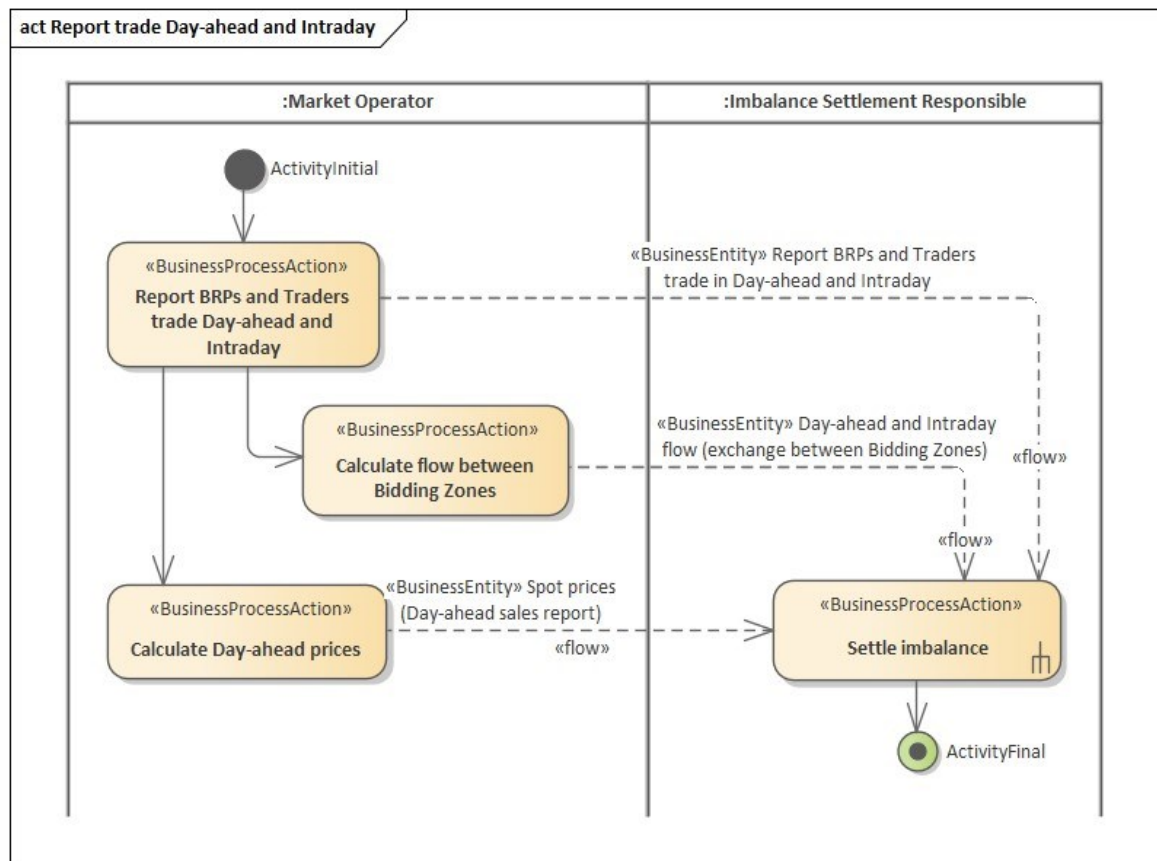 act Report trade Day-ahead and Intraday
:Market Operator
:Imbalance Settlement Responsible
ActivityInitial
«BusinessProcessAction»
Report BRPs and Traders
trade Day-ahead and
Intraday
«BusinessEntity» Report BRPs and Traders
trade in Day-ahead and Intraday
«BusinessProcessAction»
Calculate flow between
Bidding Zones
«BusinessEntity» Day-ahead and Intraday
flow (exchange between Bidding Zones)
«flow»
«flow»
«BusinessProcessAction»
Calculate Day-ahead prices
«BusinessEntity» Spot prices
(Day-ahead sales report)
«flow»
«BusinessProcessAction»
Settle imbalance
ActivityFinal